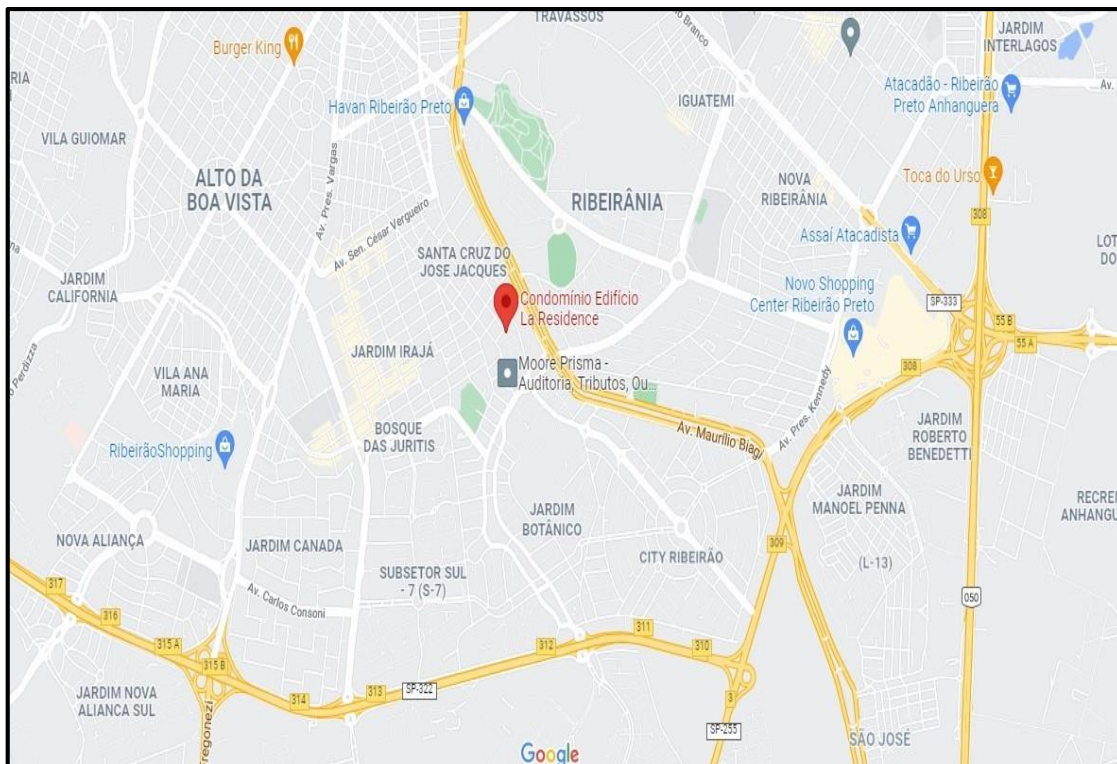 TRAVASSOS
Burger King
JARDIM
INTERLAGOS
Havan Ribeirão Preto
IGUATEMI
Atacadão - Ribeirão
Preto Anhanguera
Av.
VILA GUIOMAR
Av. Pres. Vargas
ALTO DA
BOA VISTA
RIBEIRÂNIA
NOVA
RIBEIRÂNIA
Toca do Urso
308
Av. Sen. César Vergueiro
Assaí Atacadista
SANTA CRUZ DO
JOSE JACQUES
JARDIM
CALIFORNIA
Condomínio Edifício
La Residence
Novo Shopping
Center Ribeirão Preto
SP-333
55 B
55 A
JARDIM IRAJÁ
Moore Prisma -
Auditoria, Tributos, Ou
308
VILA ANA
MARIA
Av. Pres. Kennedy
BOSQUE
DAS JURITIS
Av. Maurílio Biagi
JARDIM
ROBERTO
BENEDETTI
RibeirãoShopping
JARDIM
MANOEL PENNA
JARDIM
BOTÂNICO
NOVA ALIANÇA
JARDIM CANADA
309
CITY RIBEIRÃO
(L-13)
SUBSETOR SUL
- 7 (S-7)
317
316
Av. Carlos Consoni
050
315 A
315 B
314
313
SP-322
312
311
310
3
JARDIM NOVA
ALIANCA SUL
SP-255
SÃO JOSÉ
Google